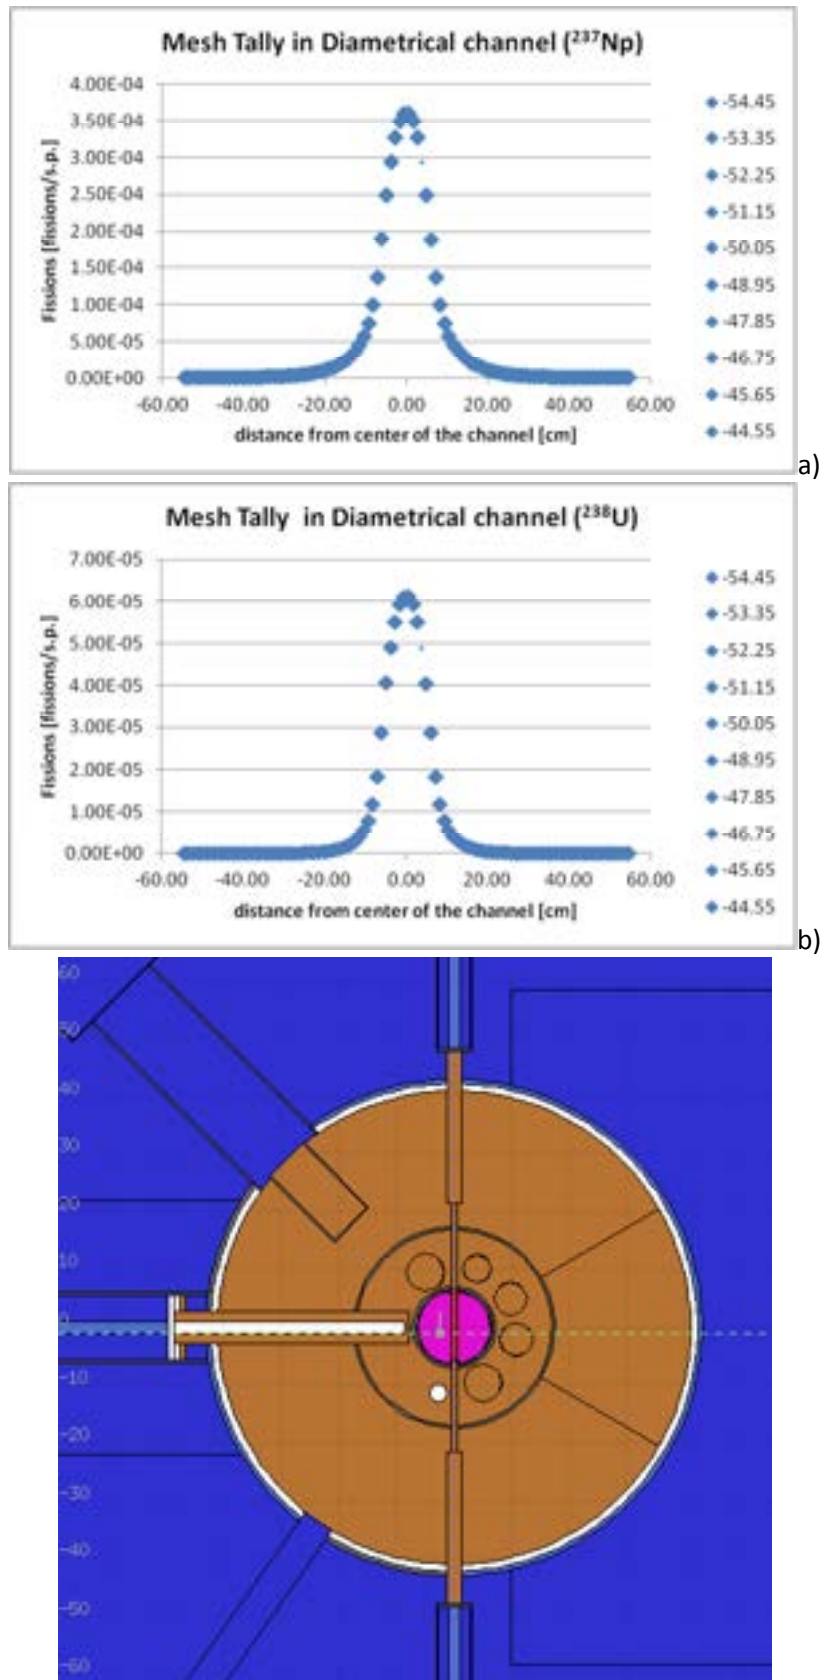 Mesh Tally in Diametrical channel (²³⁷Np)
4.00E-04
3.50E-04
3.00E-04
2.50E-04
2.00E-04
1.50E-04
1.00E-04
5.00E-05
0.00E+00
Fissions [fissions/s.p.]
-60.00 -40.00 -20.00 0.00 20.00 40.00 60.00
distance from center of the channel [cm]
-54.45
-53.35
-52.25
-51.15
-50.05
-48.95
-47.85
-46.75
-45.65
-44.55
a)
Mesh Tally in Diametrical channel (²³⁸U)
7.00E-05
6.00E-05
5.00E-05
4.00E-05
3.00E-05
2.00E-05
1.00E-05
0.00E+00
Fissions [fissions/s.p.]
-60.00 -40.00 -20.00 0.00 20.00 40.00 60.00
distance from center of the channel [cm]
-54.45
-53.35
-52.25
-51.15
-50.05
-48.95
-47.85
-46.75
-45.65
-44.55
b)
60
50
40
30
20
10
0
-10
-20
-30
-40
-50
-60